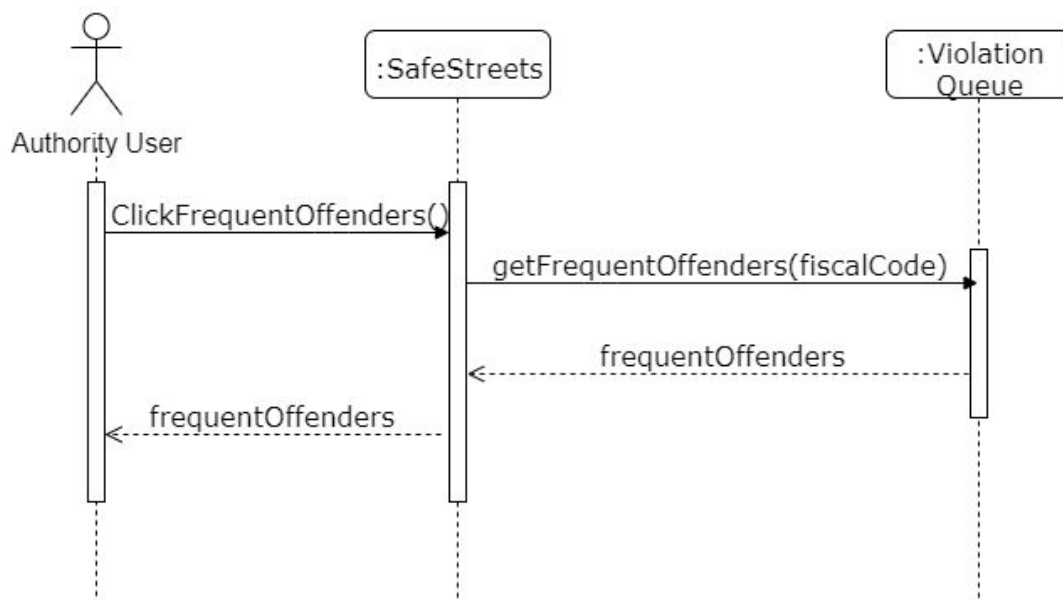 :SafeStreets
:Violation
Queue
Authority User
ClickFrequentOffenders()
getFrequentOffenders(fiscalCode)
frequentOffenders
frequentOffenders